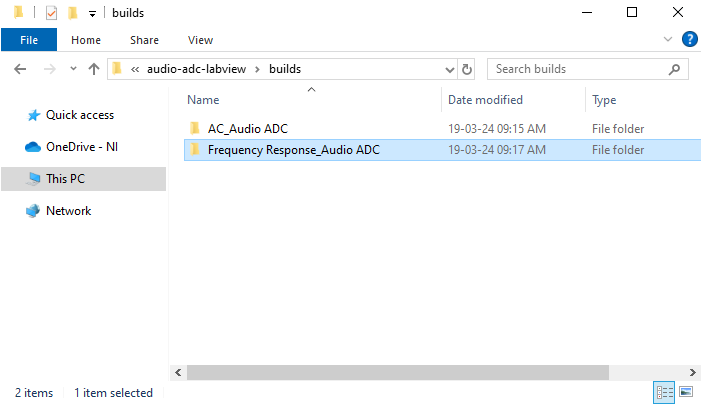 builds
File Home Share View
« audio-adc-labview > builds Search builds
Name Date modified Type
Quick access
OneDrive - NI
This PC
Network
AC_Audio ADC 19-03-24 09:15 AM File folder
Frequency Response_Audio ADC 19-03-24 09:17 AM File folder
2 items 1 item selected